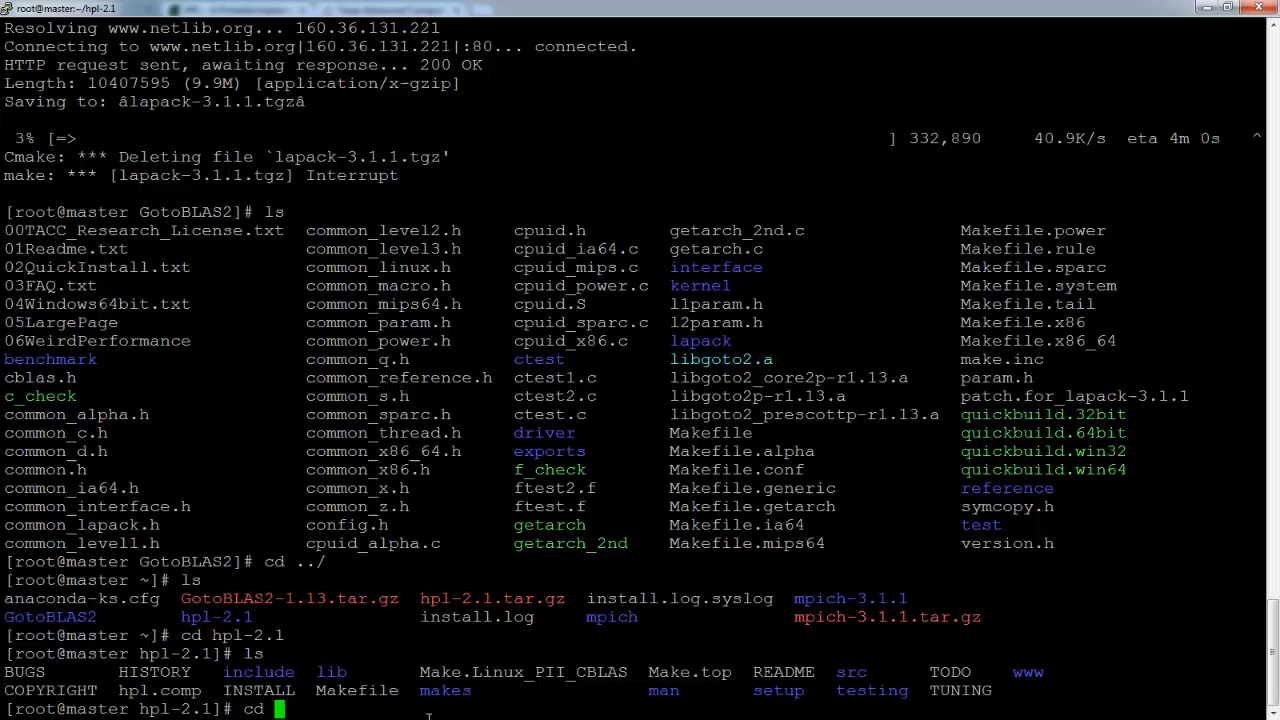 root@master:~/hpl-2.1
Resolving www.netlib.org... 160.36.131.221
Connecting to www.netlib.org|160.36.131.221|:80... connected.
HTTP request sent, awaiting response... 200 OK
Length: 10407595 (9.9M) [application/x-gzip]
Saving to: âlapack-3.1.1.tgzâ
3% [=> ] 332,890 40.9K/s eta 4m 0s ^
Cmake: *** Deleting file `lapack-3.1.1.tgz'
make: *** [lapack-3.1.1.tgz] Interrupt
[root@master GotoBLAS2]# ls
00TACC_Research_License.txt common_level2.h cpuid.h getarch_2nd.c Makefile.power
01Readme.txt common_level3.h cpuid_ia64.c getarch.c Makefile.rule
02QuickInstall.txt common_linux.h cpuid_mips.c interface Makefile.sparc
03FAQ.txt common_macro.h cpuid_power.c kernel Makefile.system
04Windows64bit.txt common_mips64.h cpuid.S l1param.h Makefile.tail
05LargePage common_param.h cpuid_sparc.c l2param.h Makefile.x86
06WeirdPerformance common_power.h cpuid_x86.c lapack Makefile.x86_64
benchmark common_q.h ctest libgoto2.a make.inc
cblas.h common_reference.h ctest1.c libgoto2_core2p-r1.13.a param.h
c_check common_s.h ctest2.c libgoto2p-r1.13.a patch.for_lapack-3.1.1
common_alpha.h common_sparc.h ctest.c libgoto2_prescottp-r1.13.a quickbuild.32bit
common_c.h common_thread.h driver Makefile quickbuild.64bit
common_d.h common_x86_64.h exports Makefile.alpha quickbuild.win32
common.h common_x86.h f_check Makefile.conf quickbuild.win64
common_ia64.h common_x.h ftest2.f Makefile.generic reference
common_interface.h common_z.h ftest.f Makefile.getarch symcopy.h
common_lapack.h config.h getarch Makefile.ia64 test
common_level1.h cpuid_alpha.c getarch_2nd Makefile.mips64 version.h
[root@master GotoBLAS2]# cd ../
[root@master ~]# ls
anaconda-ks.cfg GotoBLAS2-1.13.tar.gz hpl-2.1.tar.gz install.log.syslog mpich-3.1.1
GotoBLAS2 hpl-2.1 install.log mpich mpich-3.1.1.tar.gz
[root@master ~]# cd hpl-2.1
[root@master hpl-2.1]# ls
BUGS HISTORY include lib Make.Linux_PII_CBLAS Make.top README src TODO www
COPYRIGHT hpl.comp INSTALL Makefile makes man setup testing TUNING
[root@master hpl-2.1]# cd